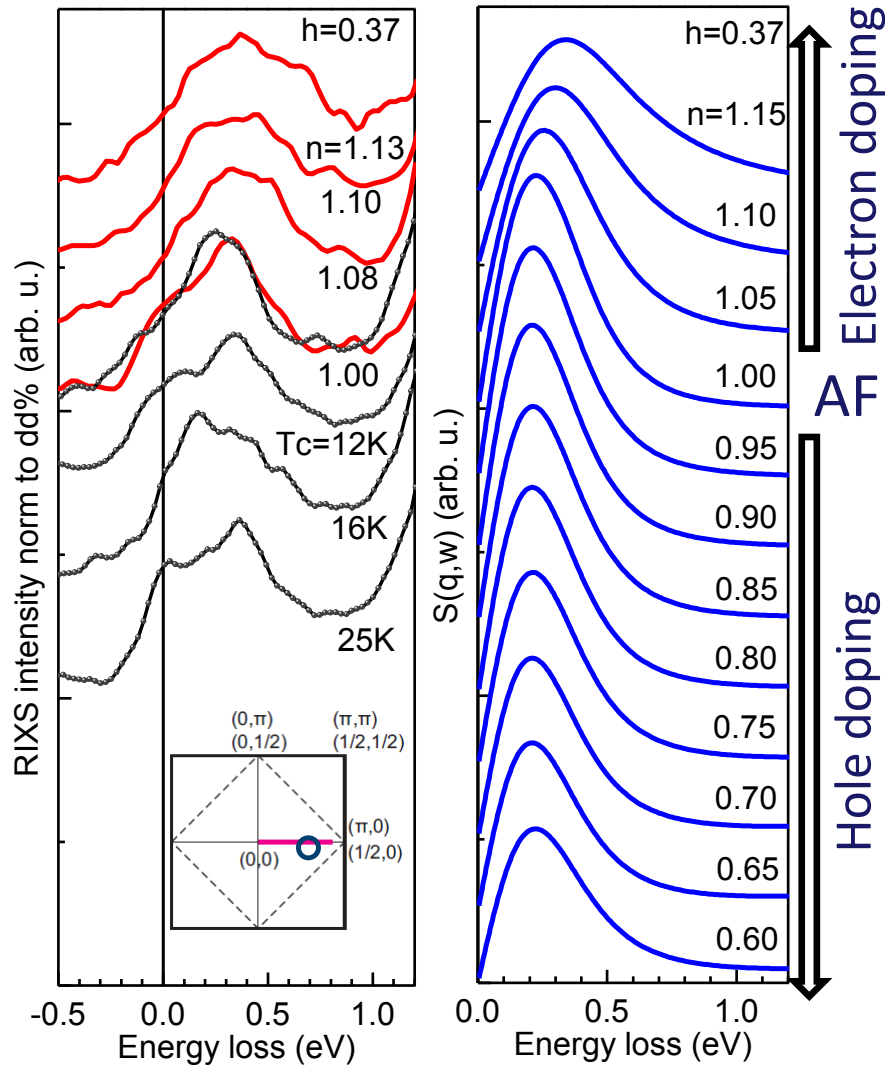 h=0.37
n=1.13
1.10
1.08
1.00
Tc=12K
16K
25K
RIXS intensity norm to dd% (arb. u.)
(0,π)
(0,1/2)
(π,π)
(1/2,1/2)
(π,0)
(1/2,0)
(0,0)
-0.5
0.0
0.5
1.0
Energy loss (eV)
h=0.37
n=1.15
1.10
1.05
1.00
0.95
0.90
0.85
0.80
0.75
0.70
0.65
0.60
S(q,w) (arb. u.)
0.0
0.5
1.0
Energy loss (eV)
Electron doping
AF
Hole doping